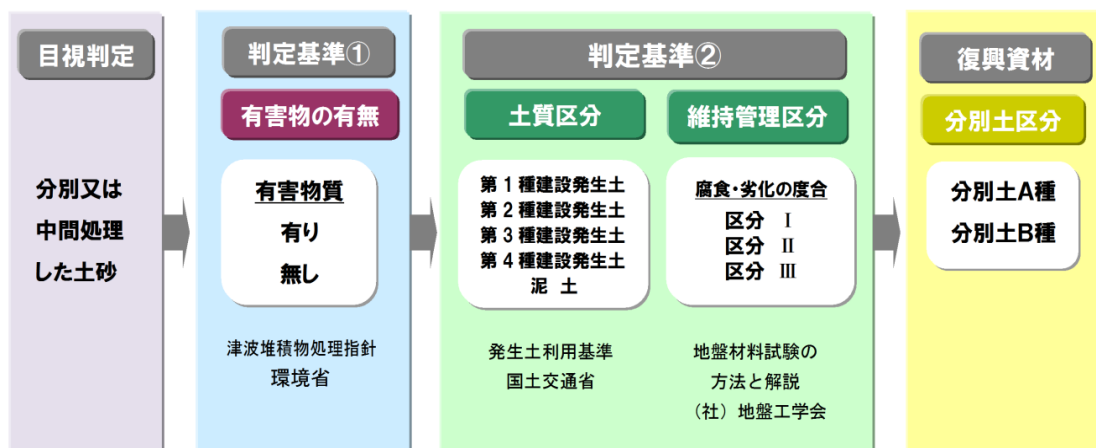 目視判定
分別又は
中間処理
した土砂
判定基準①
有害物の有無
有害物質
有り
無し
津波堆積物処理指針
環境省
判定基準②
土質区分
第1種建設発生土
第2種建設発生土
第3種建設発生土
第4種建設発生土
泥 土
発生土利用基準
国土交通省
維持管理区分
腐食・劣化の度合
区分 Ⅰ
区分 Ⅱ
区分 Ⅲ
地盤材料試験の
方法と解説
（社）地盤工学会
復興資材
分別土区分
分別土A種
分別土B種